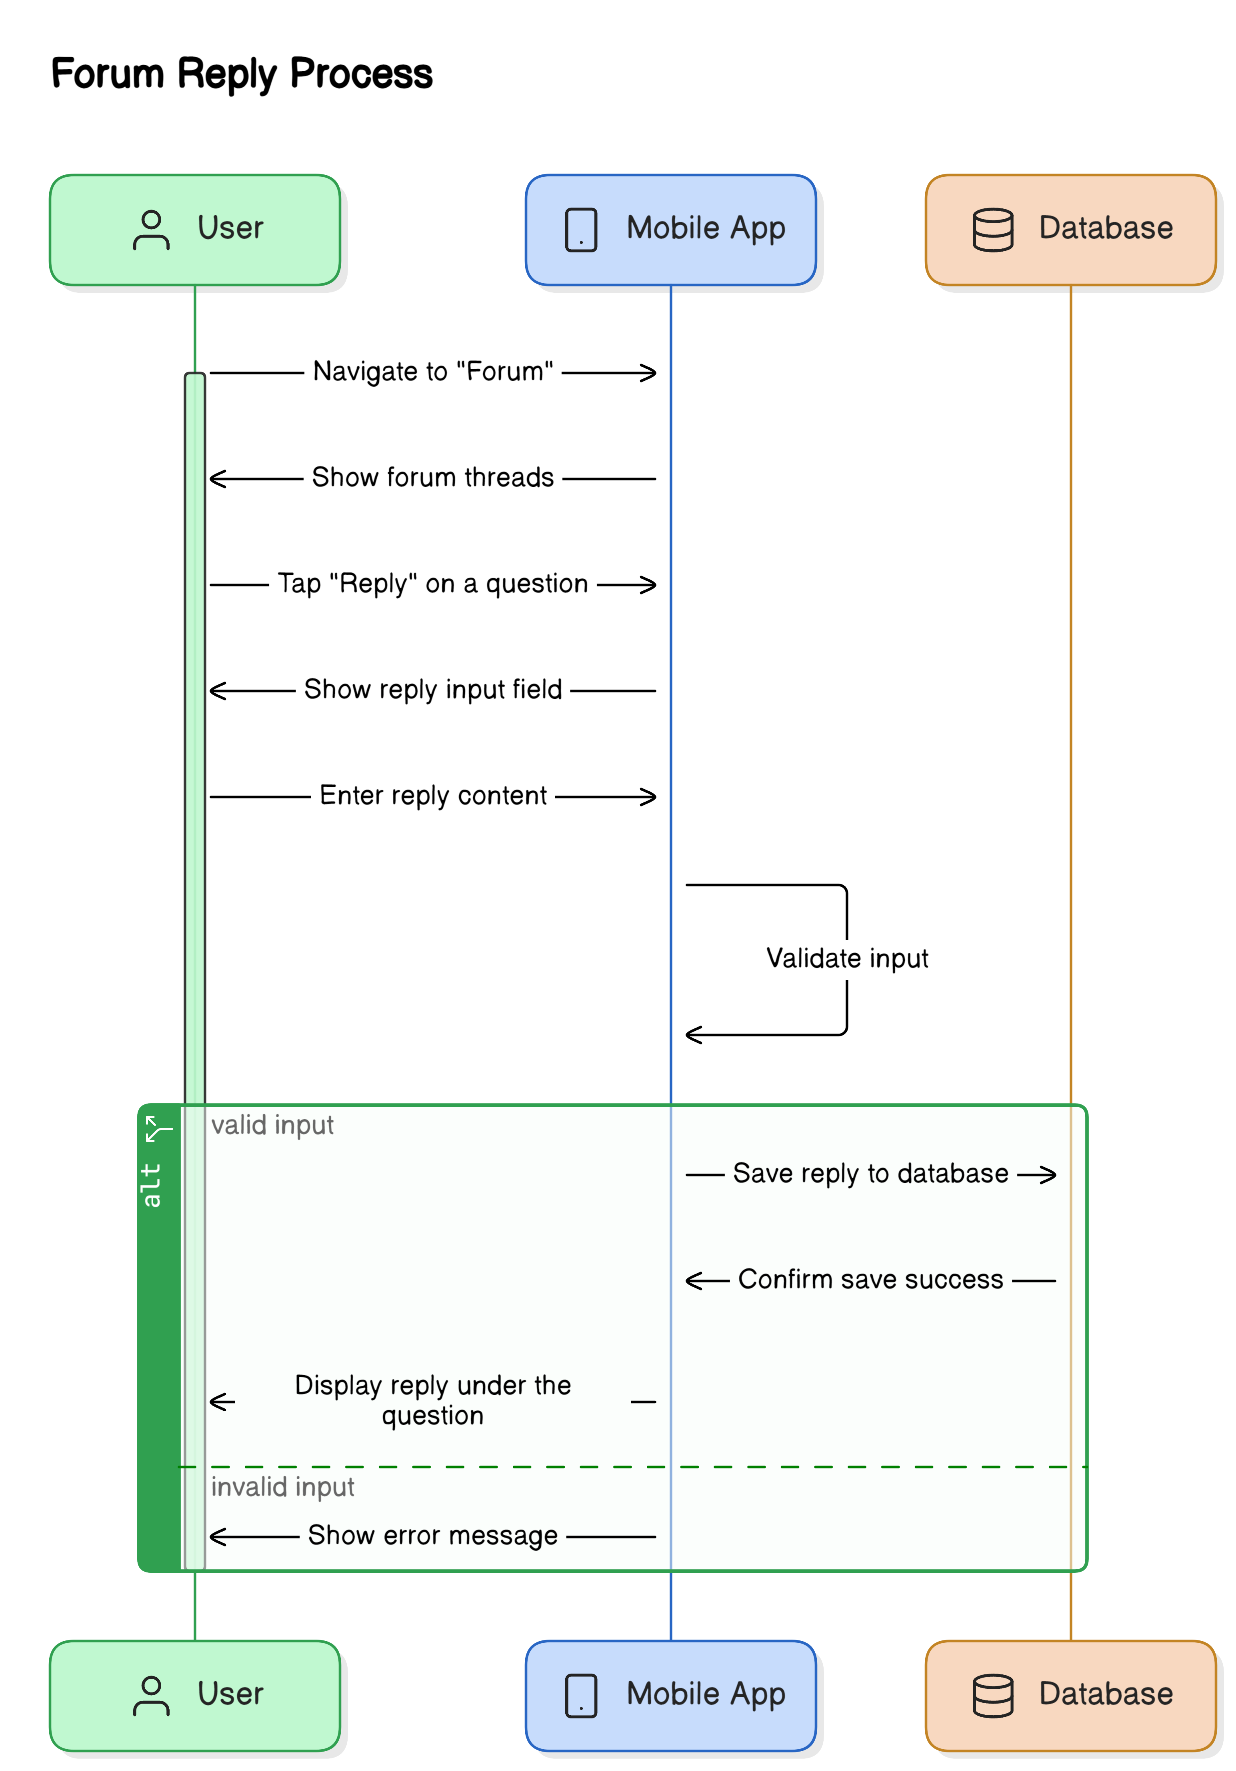 Forum Reply Process
User
Mobile App
Database
Navigate to "Forum"
Show forum threads
Tap "Reply" on a question
Show reply input field
Enter reply content
Validate input
alt
valid input
Save reply to database
Confirm save success
Display reply under the
question
invalid input
Show error message
User
Mobile App
Database